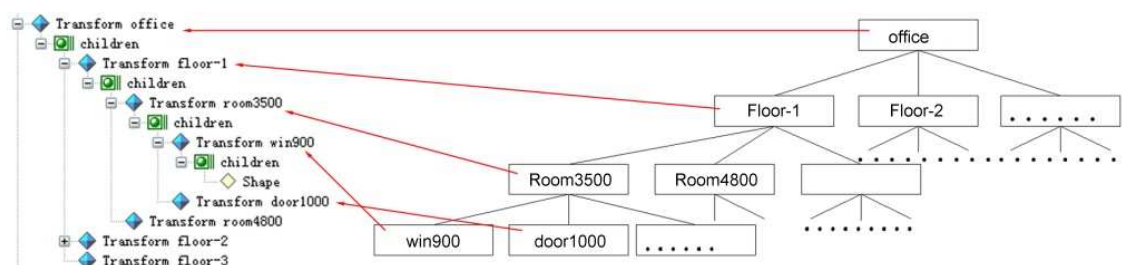 Transform office
children
Transform floor-1
children
Transform room3500
children
Transform win900
children
Shape
Transform door1000
Transform room4800
Transform floor-2
Transform floor-3
office
Floor-1 Floor-2 . . . . . .
Room3500 Room4800
win900 door1000 . . . . . .